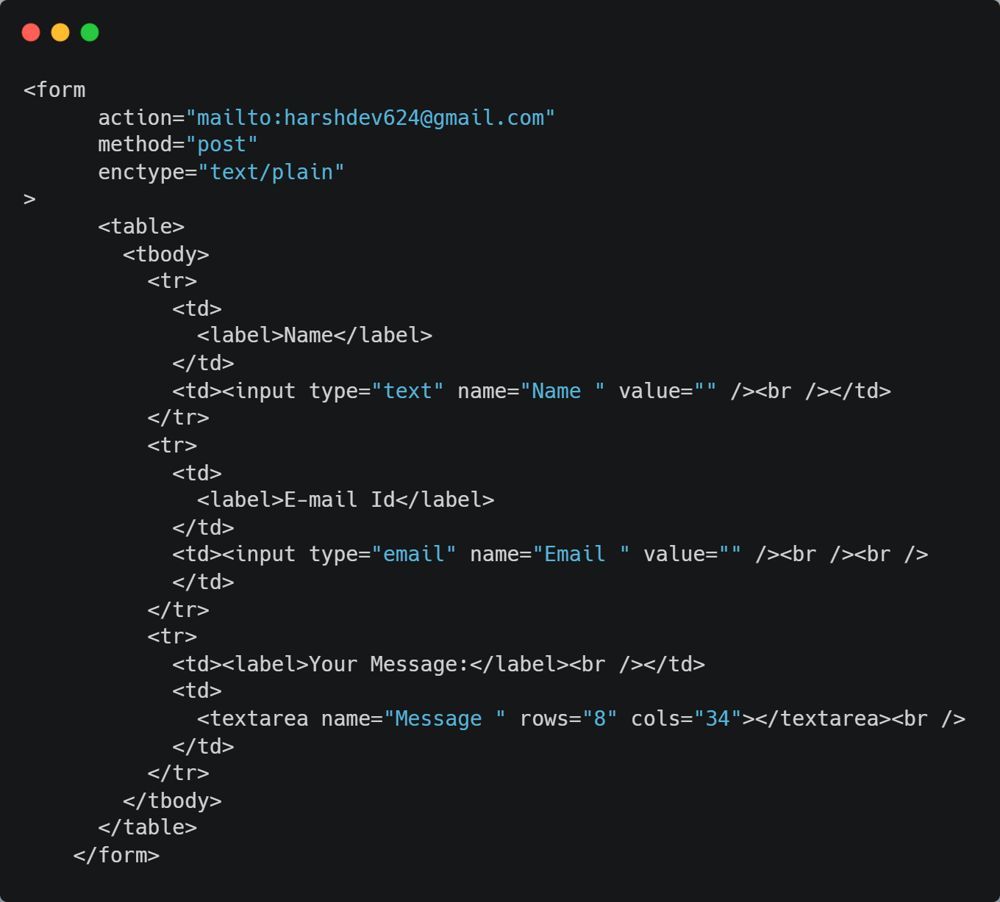 <form
      action="mailto:harshdev624@gmail.com"
      method="post"
      enctype="text/plain"
>
      <table>
        <tbody>
          <tr>
            <td>
              <label>Name</label>
            </td>
            <td><input type="text" name="Name " value="" /><br /></td>
          </tr>
          <tr>
            <td>
              <label>E-mail Id</label>
            </td>
            <td><input type="email" name="Email " value="" /><br /><br />
            </td>
          </tr>
          <tr>
            <td><label>Your Message:</label><br /></td>
            <td>
              <textarea name="Message " rows="8" cols="34"></textarea><br />
            </td>
          </tr>
        </tbody>
      </table>
    </form>